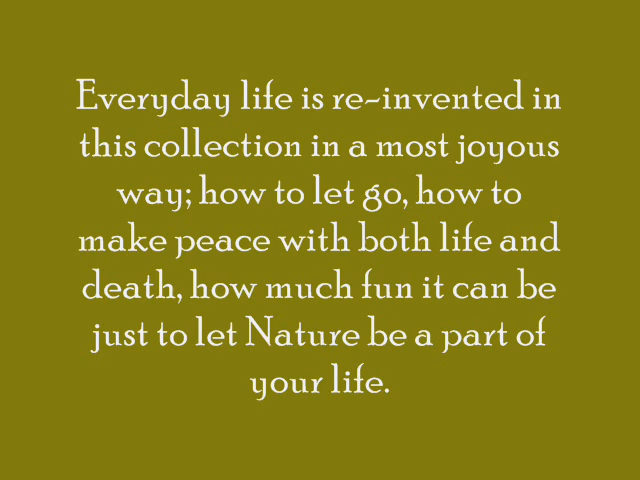 Everyday life is re-invented in
this collection in a most joyous
way; how to let go, how to
make peace with both life and
death, how much fun it can be
just to let Nature be a part of
your life.